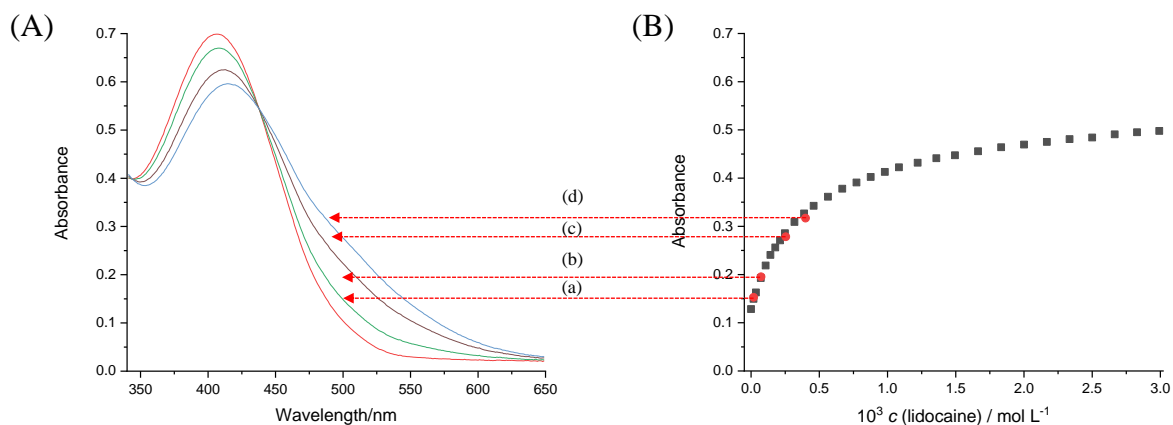 (A)
0.7
0.6
0.5
0.4
0.3
0.2
0.1
0.0
Absorbance
350 400 450 500 550 600 650
Wavelength/nm
(d)
(c)
(b)
(a)
(B)
0.7
0.6
0.5
0.4
0.3
0.2
0.1
0.0
Absorbance
0.0 0.5 1.0 1.5 2.0 2.5 3.0
10³ c (lidocaine) / mol L⁻¹